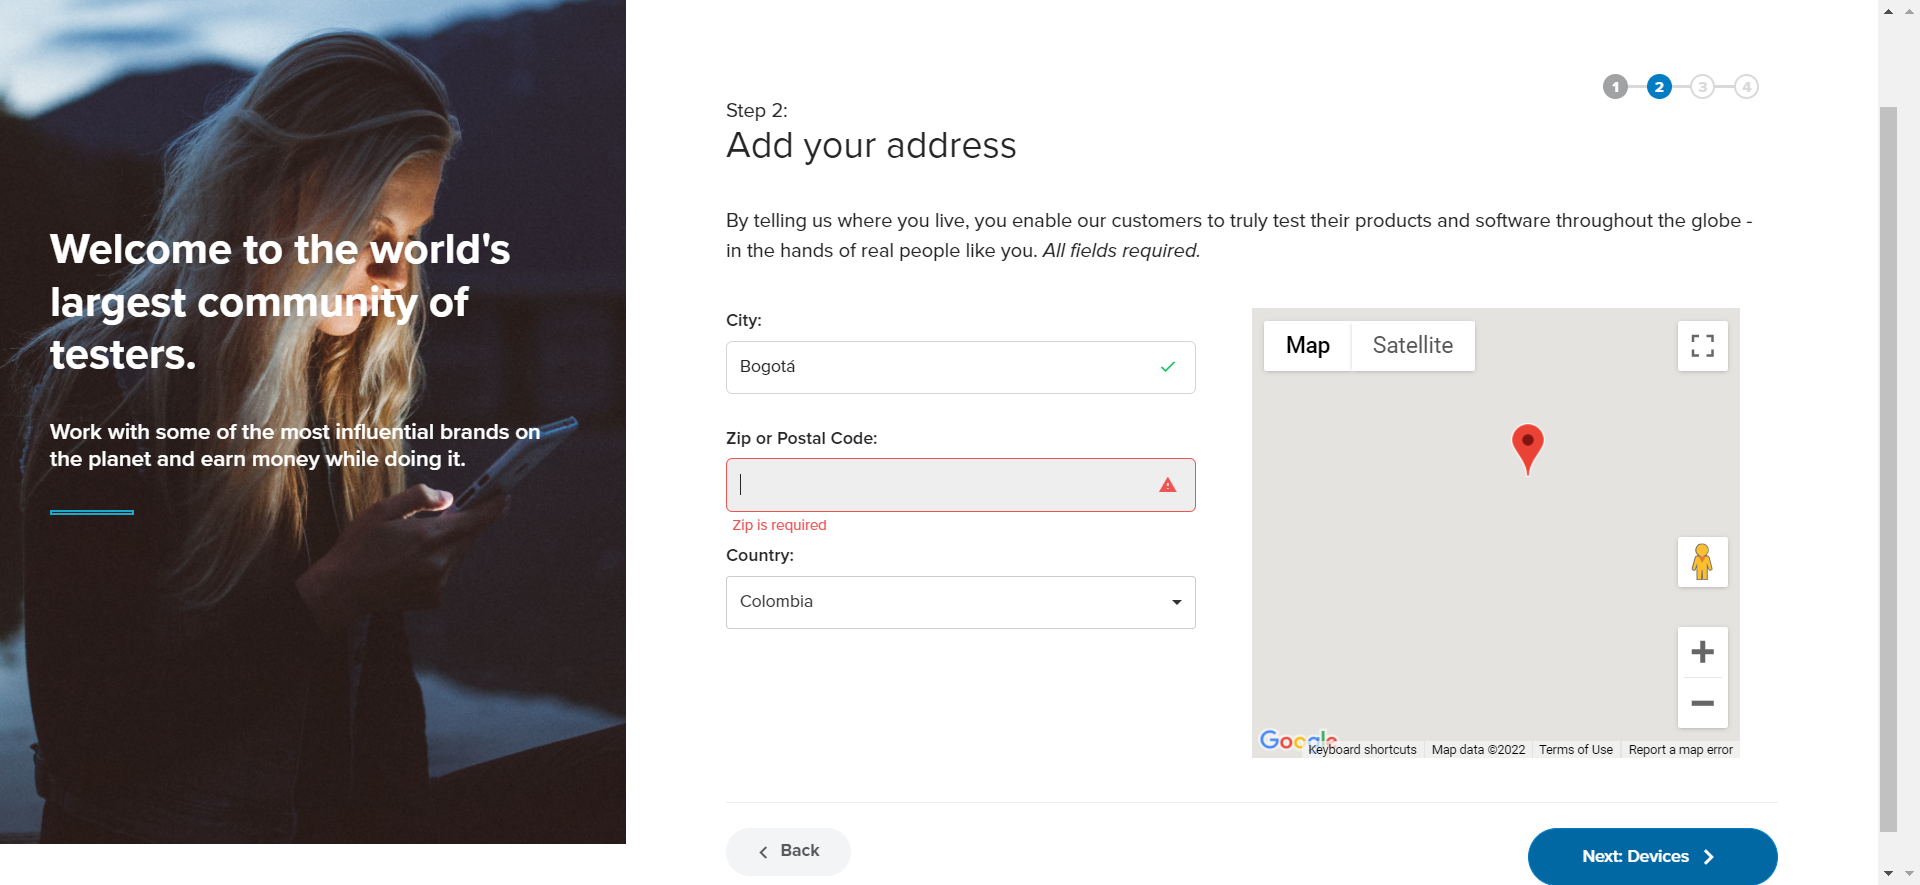 Welcome to the world's
largest community of
testers.
Work with some of the most influential brands on
the planet and earn money while doing it.
1 2 3 4
Step 2:
Add your address
By telling us where you live, you enable our customers to truly test their products and software throughout the globe -
in the hands of real people like you. All fields required.
City:
Bogotá
Zip or Postal Code:
Zip is required
Country:
Colombia
Map Satellite
Google
Keyboard shortcuts Map data ©2022 Terms of Use Report a map error
Back
Next: Devices